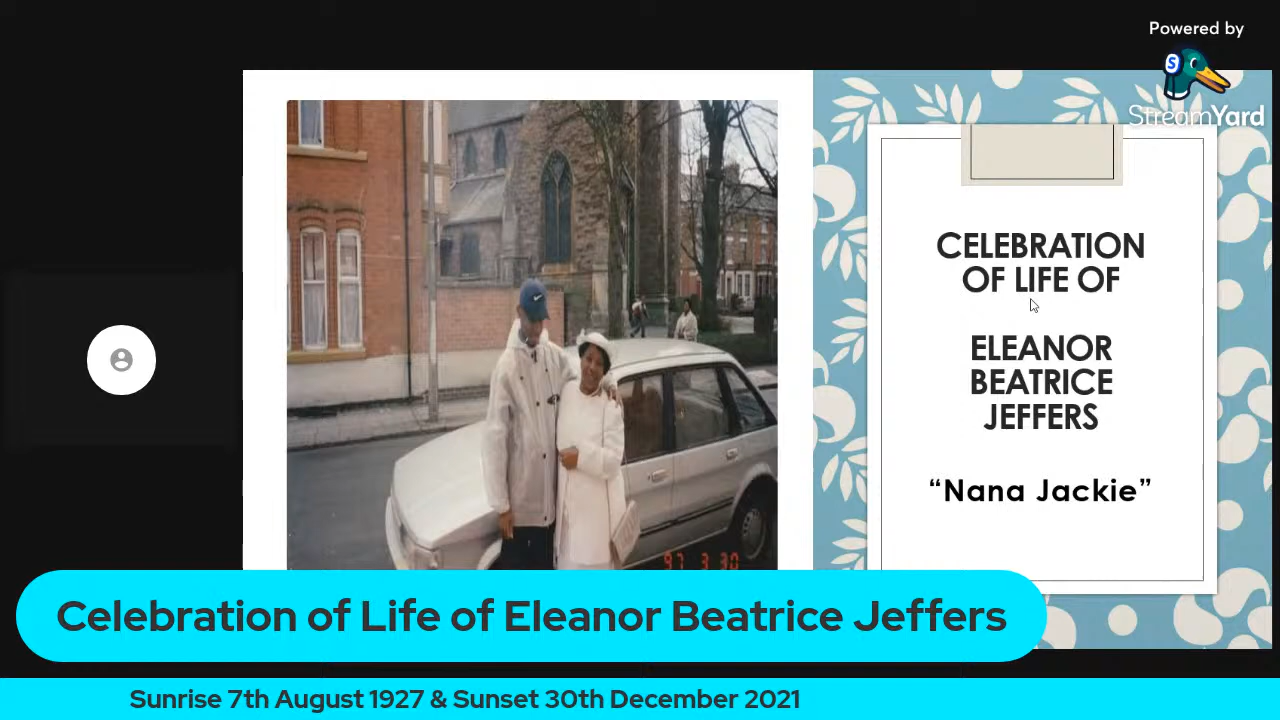 Powered by
S
StreamYard
CELEBRATION
OF LIFE OF
ELEANOR
BEATRICE
JEFFERS
“Nana Jackie”
97 3 30
Celebration of Life of Eleanor Beatrice Jeffers
Sunrise 7th August 1927 & Sunset 30th December 2021